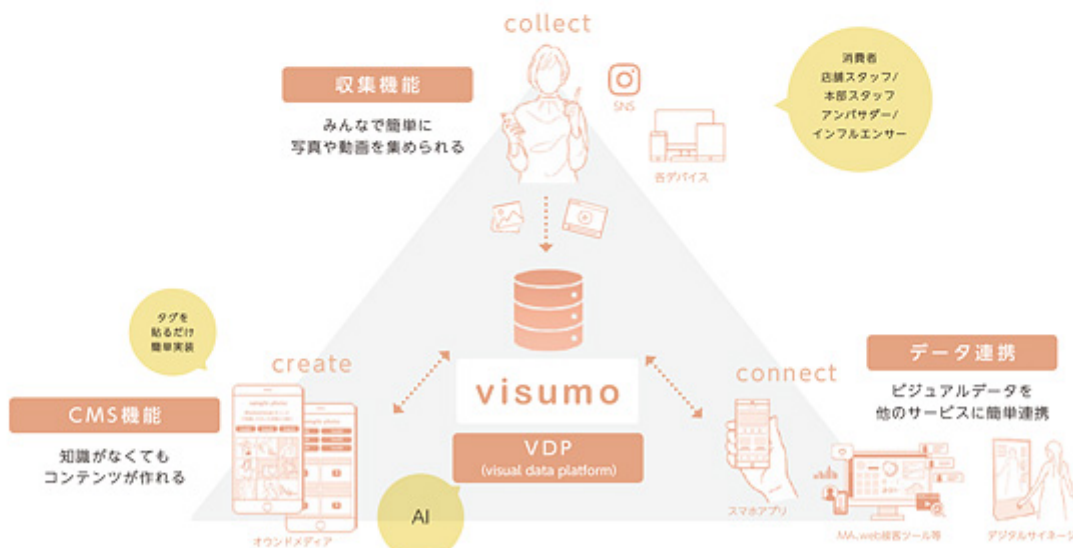 collect
収集機能
みんなで簡単に
写真や動画を集められる
SNS
各デバイス
消費者
店舗スタッフ/
本部スタッフ
アンバサダー/
インフルエンサー
タグを
貼るだけ
簡単実装
create
CMS機能
知識がなくても
コンテンツが作れる
sample photo
オウンドメディア
visumo
VDP
(visual data platform)
AI
connect
データ連携
ビジュアルデータを
他のサービスに簡単連携
スマホアプリ
MA、web接客ツール等
デジタルサイネージ